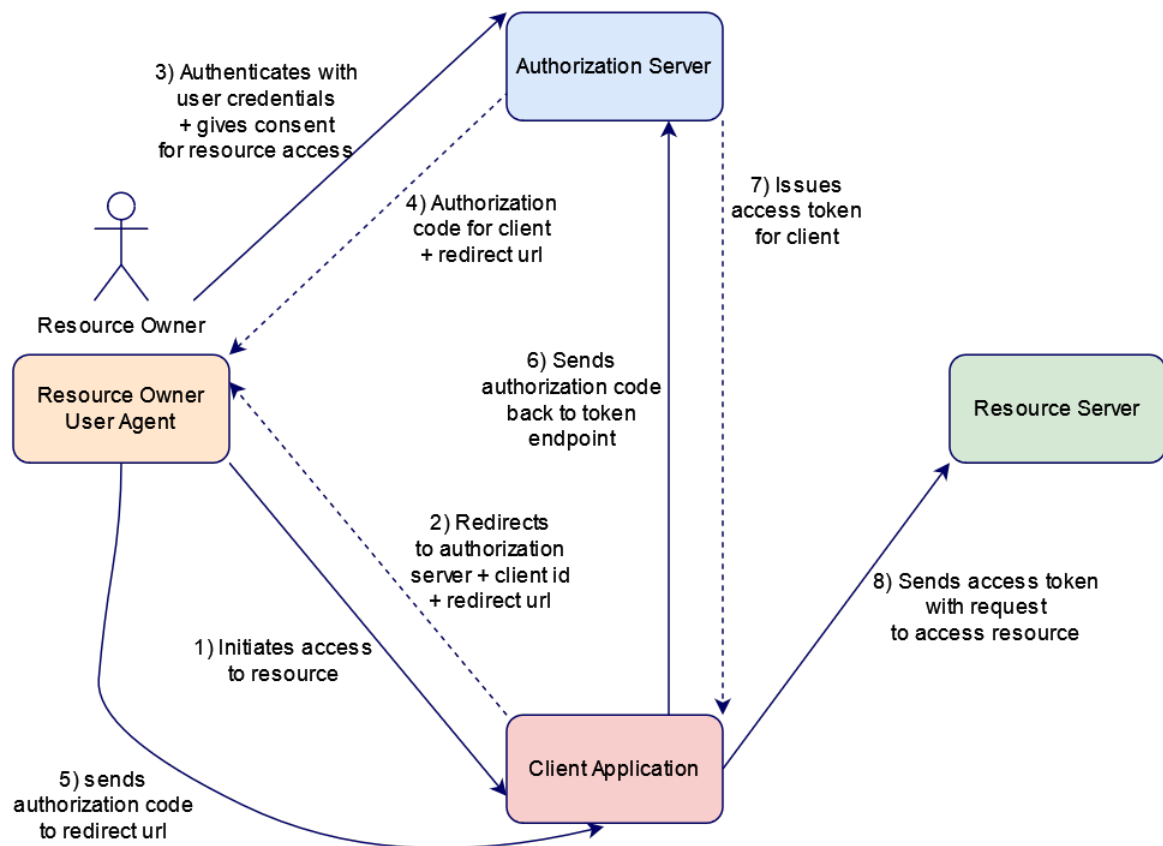 Authorization Server
3) Authenticates with
user credentials
+ gives consent
for resource access
4) Authorization
code for client
+ redirect url
7) Issues
access token
for client
Resource Owner
Resource Owner
User Agent
6) Sends
authorization code
back to token
endpoint
Resource Server
2) Redirects
to authorization
server + client id
+ redirect url
8) Sends access token
with request
to access resource
1) Initiates access
to resource
Client Application
5) sends
authorization code
to redirect url